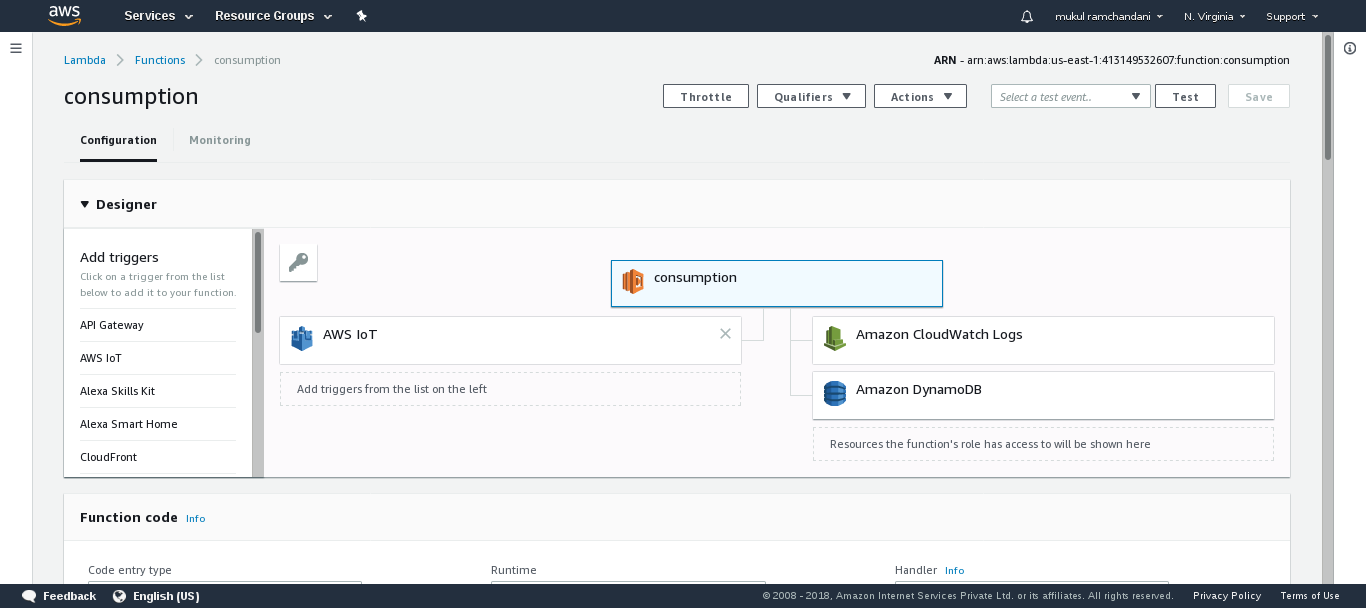 aws Services Resource Groups mukul ramchandani N. Virginia Support
Lambda Functions consumption ARN - arn:aws:lambda:us-east-1:413149532607:function:consumption
consumption Throttle Qualifiers Actions Select a test event.. Test Save
Configuration Monitoring
Designer
Add triggers
Click on a trigger from the list
below to add it to your function.
API Gateway
AWS IoT
Alexa Skills Kit
Alexa Smart Home
CloudFront
consumption
AWS IoT
Add triggers from the list on the left
Amazon CloudWatch Logs
Amazon DynamoDB
Resources the function's role has access to will be shown here
Function code Info
Code entry type Runtime Handler Info
Feedback English (US) © 2008 - 2018, Amazon Internet Services Private Ltd. or its affiliates. All rights reserved. Privacy Policy Terms of Use